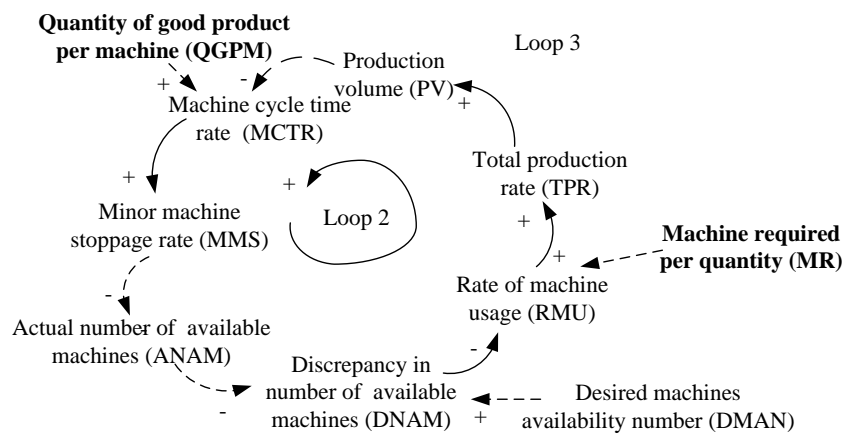 Quantity of good product
per machine (QGPM)
Loop 3
Production
volume (PV)
-
+
+
Machine cycle time
rate (MCTR)
Total production
rate (TPR)
+
+
Loop 2
Minor machine
stoppage rate (MMS)
+
+
Machine required
per quantity (MR)
Rate of machine
usage (RMU)
-
Actual number of available
machines (ANAM)
-
-
Discrepancy in
number of available
machines (DNAM)
-
+
Desired machines
availability number (DMAN)